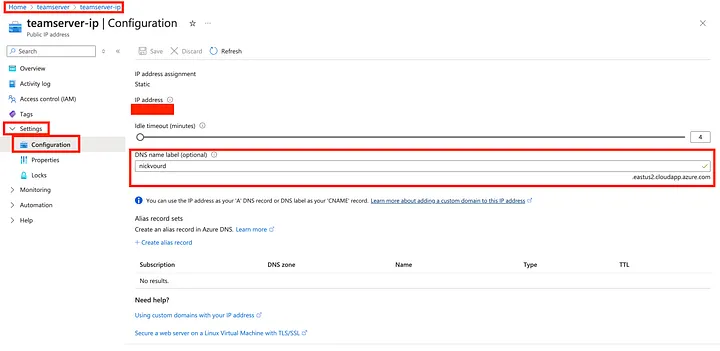 Home > teamserver > teamserver-ip >
teamserver-ip | Configuration
Public IP address
Search
Save Discard Refresh
Overview
Activity log
Access control (IAM)
Tags
Settings
Configuration
Properties
Locks
Monitoring
Automation
Help
IP address assignment
Static
IP address
Idle timeout (minutes)
4
DNS name label (optional)
nickvourd
.eastus2.cloudapp.azure.com
You can use the IP address as your 'A' DNS record or DNS label as your 'CNAME' record. Learn more about adding a custom domain to this IP address
Alias record sets
Create an alias record in Azure DNS. Learn more
+ Create alias record
Subscription DNS zone Name Type TTL
No results.
Need help?
Using custom domains with your IP address
Secure a web server on a Linux Virtual Machine with TLS/SSL